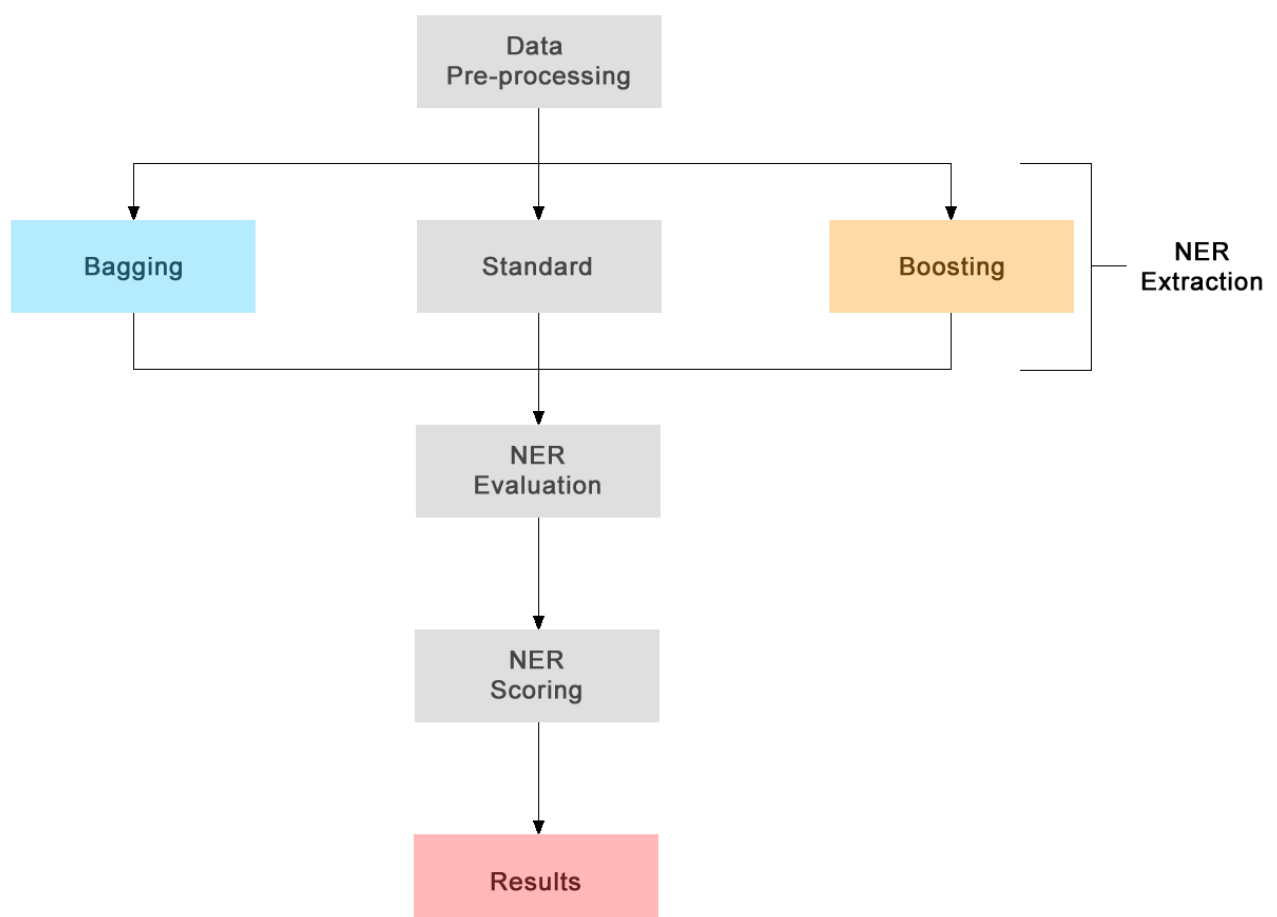 Data
Pre-processing
Bagging
Standard
Boosting
NER
Extraction
NER
Evaluation
NER
Scoring
Results